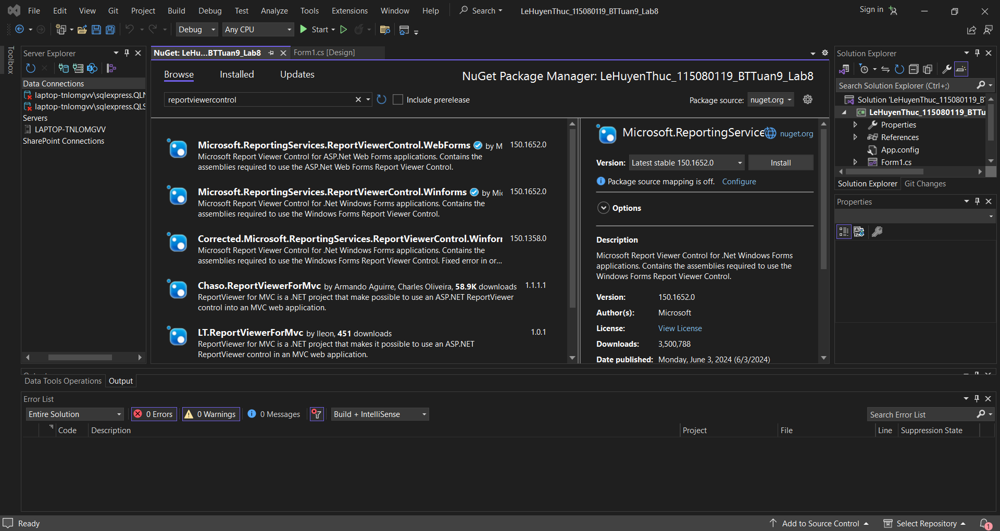 File Edit View Git Project Build Debug Test Analyze Tools Extensions Window Help Search LeHuyenThuc_115080119_BTTuan9_Lab8 Sign in
Debug Any CPU Start
Toolbox
Server Explorer
Data Connections
laptop-tnlomgvv\sqlexpress.QLN
laptop-tnlomgvv\sqlexpress.QLS
Servers
LAPTOP-TNLOMGVV
SharePoint Connections
NuGet: LeHu...BTTuan9_Lab8 Form1.cs [Design]
Browse Installed Updates
NuGet Package Manager: LeHuyenThuc_115080119_BTTuan9_Lab8
reportviewercontrol Include prerelease Package source: nuget.org
Microsoft.ReportingServices.ReportViewerControl.WebForms by M 150.1652.0
Microsoft Report Viewer Control for ASP.Net Web Forms applications. Contains the
assemblies required to use the ASP.Net Web Forms Report Viewer Control.
Microsoft.ReportingServices.ReportViewerControl.Winforms by Mic 150.1652.0
Microsoft Report Viewer Control for .Net Windows Forms applications. Contains the
assemblies required to use the Windows Forms Report Viewer Control.
Corrected.Microsoft.ReportingServices.ReportViewerControl.Winforn 150.1358.0
Microsoft Report Viewer Control for .Net Windows Forms applications. Contains the
assemblies required to use the Windows Forms Report Viewer Control. Fixed error in or...
Chaso.ReportViewerForMvc by Armando Aguirre, Charles Oliveira, 58.9K downloads 1.1.1.1
ReportViewer for MVC is a .NET project that make possible to use an ASP.NET ReportViewer
control into an MVC web application.
LT.ReportViewerForMvc by lleon, 451 downloads 1.0.1
ReportViewer for MVC is a .NET project that makes it possible to use an ASP.NET
ReportViewer control in an MVC web application.
Microsoft.ReportingService nuget.org
Version: Latest stable 150.1652.0 Install
Package source mapping is off. Configure
Options
Description
Microsoft Report Viewer Control for .Net Windows Forms
applications. Contains the assemblies required to use the
Windows Forms Report Viewer Control.
Version: 150.1652.0
Author(s): Microsoft
License: View License
Downloads: 3,500,788
Date published: Monday, June 3, 2024 (6/3/2024)
Solution Explorer
Search Solution Explorer (Ctrl+;)
Solution 'LeHuyenThuc_115080119_BT
C# LeHuyenThuc_115080119_BTTu
Properties
References
App.config
Form1.cs
Solution Explorer Git Changes
Properties
Data Tools Operations Output
Error List
Entire Solution 0 Errors 0 Warnings 0 Messages Build + IntelliSense Search Error List
Code Description Project File Line Suppression State
Ready Add to Source Control Select Repository 1